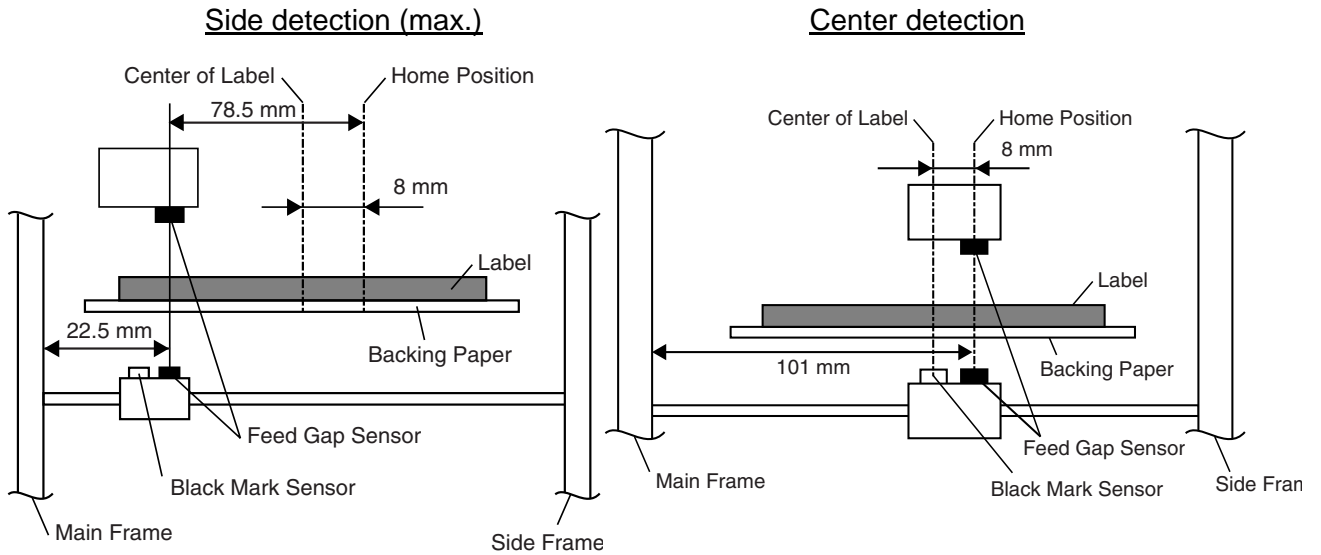 Side detection (max.)
Center of Label
Home Position
78.5 mm
8 mm
Label
22.5 mm
Backing Paper
Feed Gap Sensor
Black Mark Sensor
Main Frame
Side Frame
Center detection
Center of Label
Home Position
8 mm
Label
101 mm
Backing Paper
Feed Gap Sensor
Main Frame
Black Mark Sensor
Side Fran